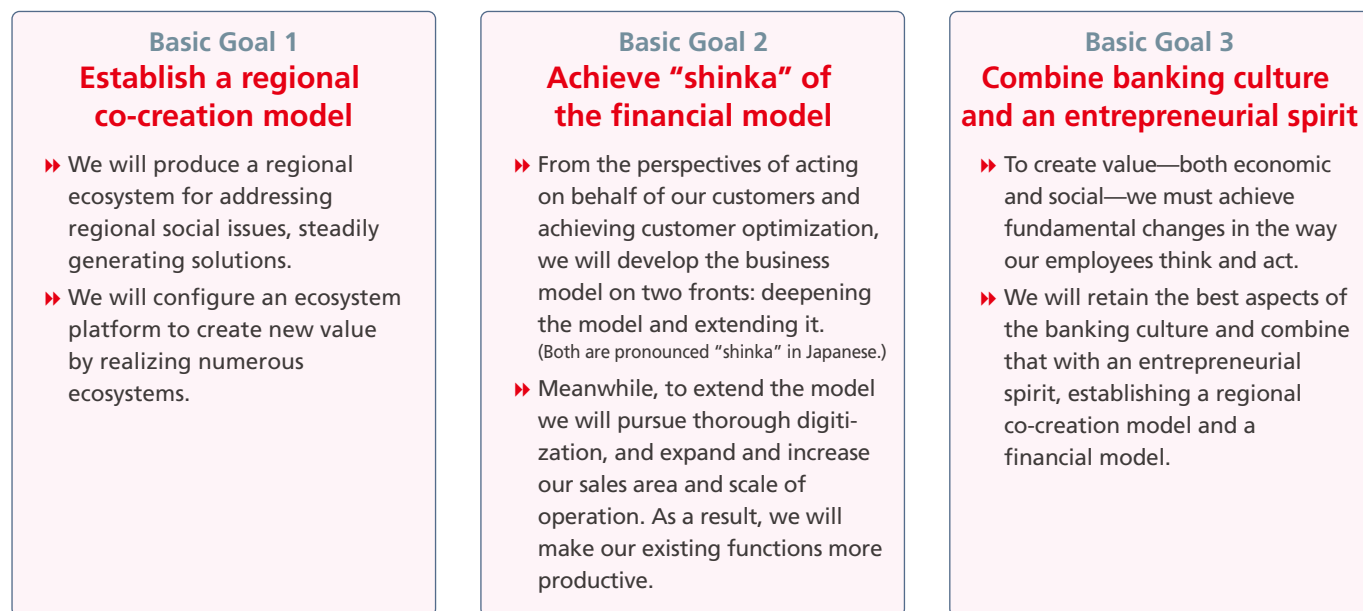 Basic Goal 1
Establish a regional
co-creation model
We will produce a regional
ecosystem for addressing
regional social issues, steadily
generating solutions.
We will configure an ecosystem
platform to create new value
by realizing numerous
ecosystems.
Basic Goal 2
Achieve “shinka” of
the financial model
From the perspectives of acting
on behalf of our customers and
achieving customer optimization,
we will develop the business
model on two fronts: deepening
the model and extending it.
(Both are pronounced “shinka” in Japanese.)
Meanwhile, to extend the model
we will pursue thorough digiti-
zation, and expand and increase
our sales area and scale of
operation. As a result, we will
make our existing functions more
productive.
Basic Goal 3
Combine banking culture
and an entrepreneurial spirit
To create value—both economic
and social—we must achieve
fundamental changes in the way
our employees think and act.
We will retain the best aspects of
the banking culture and combine
that with an entrepreneurial
spirit, establishing a regional
co-creation model and a
financial model.